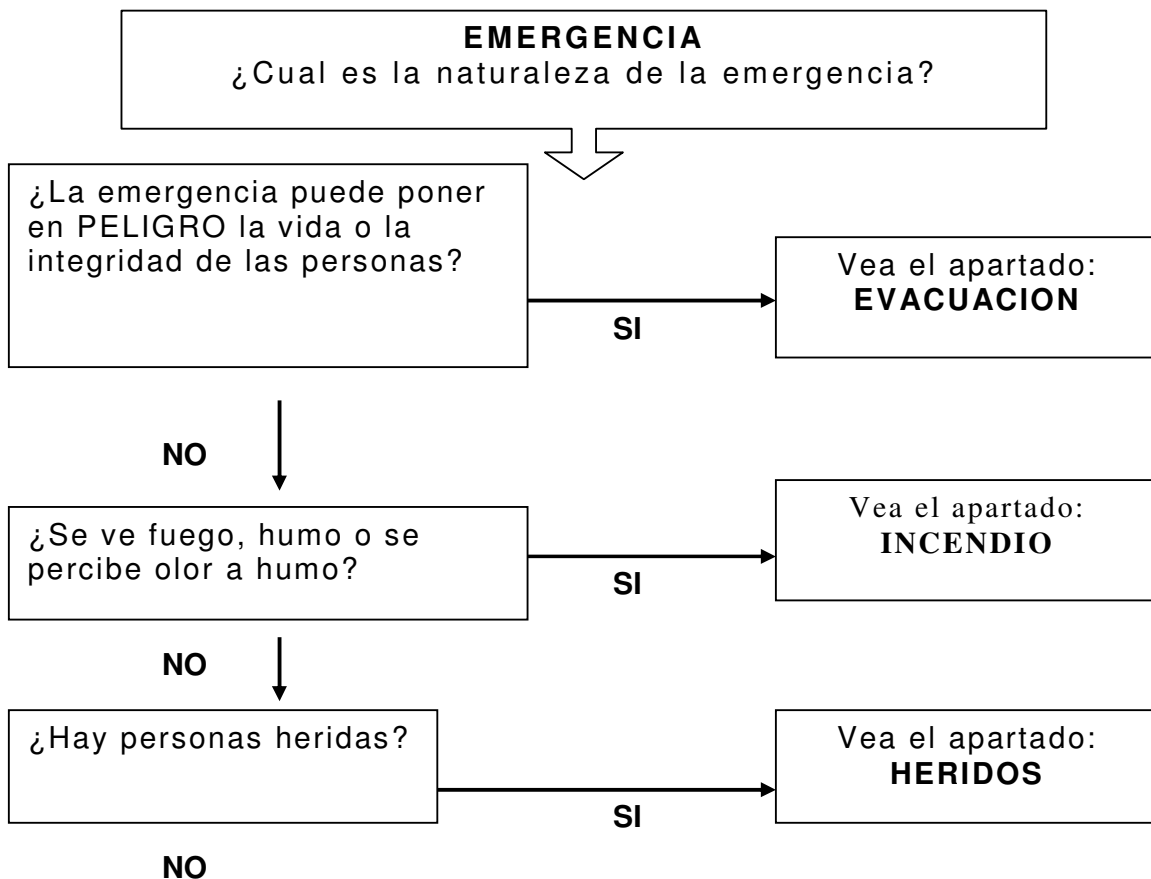 EMERGENCIA
¿Cual es la naturaleza de la emergencia?
¿La emergencia puede poner
en PELIGRO la vida o la
integridad de las personas?
SI
Vea el apartado:
EVACUACION
NO
¿Se ve fuego, humo o se
percibe olor a humo?
SI
Vea el apartado:
INCENDIO
NO
¿Hay personas heridas?
SI
Vea el apartado:
HERIDOS
NO